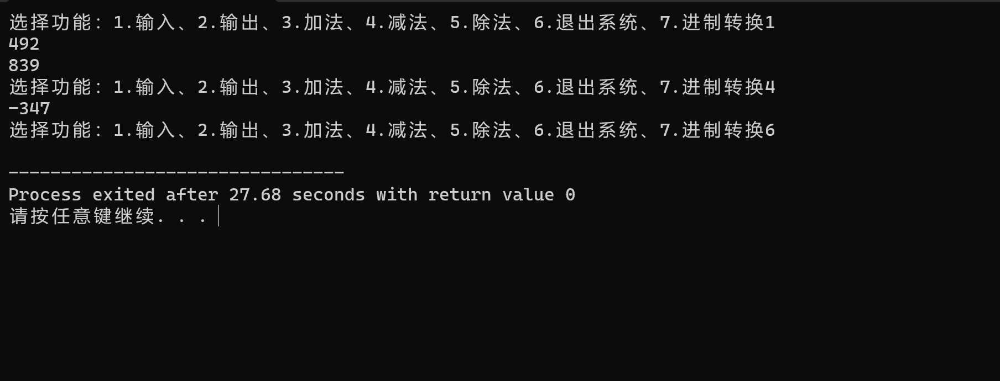 选择功能：1.输入、2.输出、3.加法、4.减法、5.除法、6.退出系统、7.进制转换1
492
839
选择功能：1.输入、2.输出、3.加法、4.减法、5.除法、6.退出系统、7.进制转换4
-347
选择功能：1.输入、2.输出、3.加法、4.减法、5.除法、6.退出系统、7.进制转换6
--------------------------------
Process exited after 27.68 seconds with return value 0
请按任意键继续. . .